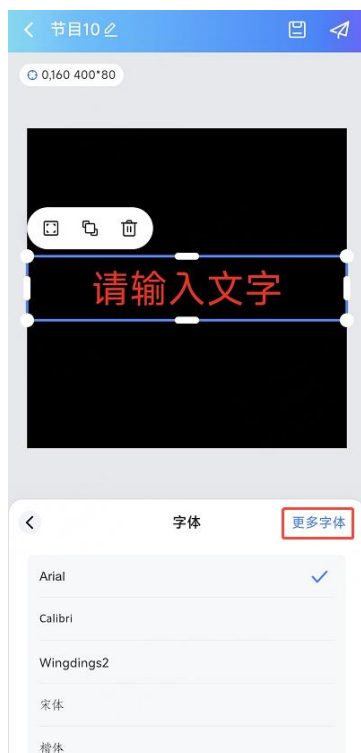 节目10
0,160 400*80
请输入文字
字体
更多字体
Arial
Calibri
Wingdings2
宋体
楷体